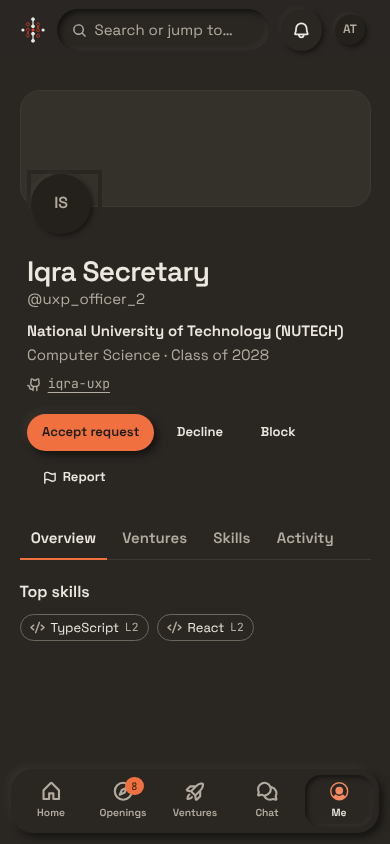 Search or jump to...
AT
IS
Iqra Secretary
@uxp_officer_2
National University of Technology (NUTECH)
Computer Science · Class of 2028
iqra-uxp
Accept request Decline Block
Report
Overview Ventures Skills Activity
Top skills
TypeScript L2 React L2
8
Home Openings Ventures Chat Me